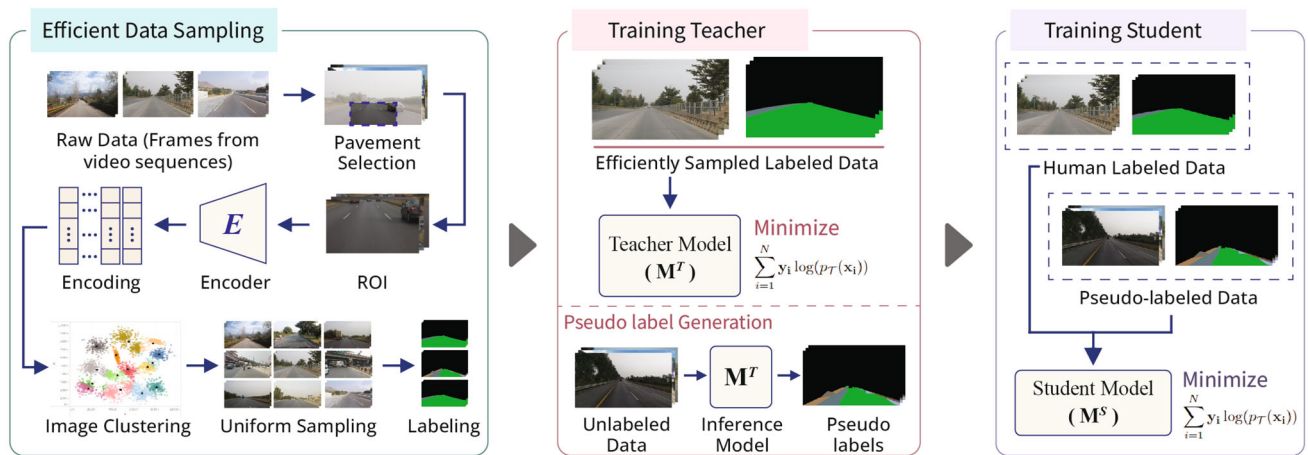 Efficient Data Sampling
Raw Data (Frames from
video sequences)
Pavement
Selection
Encoding
E
Encoder
ROI
Image Clustering
Uniform Sampling
Labeling
Training Teacher
Efficiently Sampled Labeled Data
Teacher Model
( M^T )
Minimize
\sum_{i=1}^{N} y_i log(p_T(x_i))
Pseudo label Generation
M^T
Unlabeled
Data
Inference
Model
Pseudo
labels
Training Student
Human Labeled Data
Pseudo-labeled Data
Student Model
( M^S )
Minimize
\sum_{i=1}^{N} y_i log(p_T(x_i))